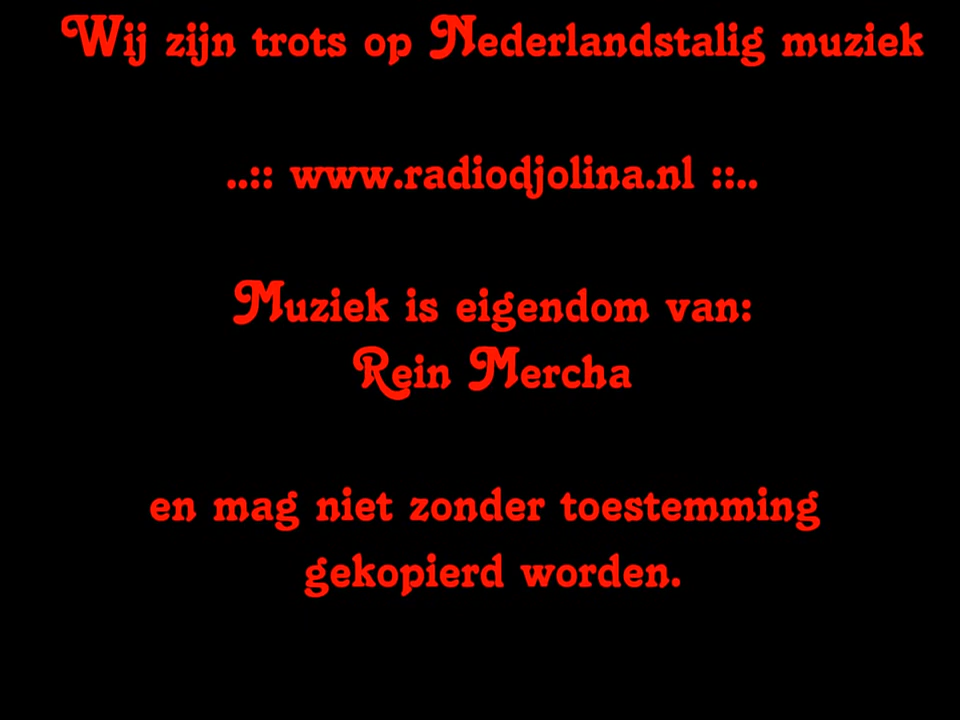 Wij zijn trots op Nederlandstalig muziek
..:: www.radiodjolina.nl ::..
Muziek is eigendom van:
Rein Mercha
en mag niet zonder toestemming
gekopierd worden.